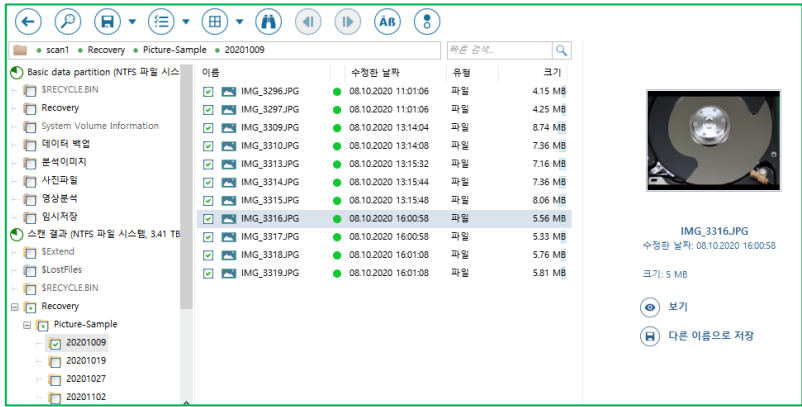 Äß
scan1 Recovery Picture-Sample 20201009
빠른 검색...
Basic data partition (NTFS 파일 시스
$RECYCLE.BIN
Recovery
System Volume Information
데이터 백업
분석이미지
사진파일
영상분석
임시저장
스캔 결과 (NTFS 파일 시스템, 3.41 TB
$Extend
$LostFiles
$RECYCLE.BIN
Recovery
Picture-Sample
20201009
20201019
20201027
20201102
이름 수정한 날짜 유형 크기
IMG_3296.JPG 08.10.2020 11:01:06 파일 4.15 MB
IMG_3297.JPG 08.10.2020 11:01:06 파일 4.25 MB
IMG_3309.JPG 08.10.2020 13:14:04 파일 8.74 MB
IMG_3310.JPG 08.10.2020 13:14:08 파일 7.36 MB
IMG_3313.JPG 08.10.2020 13:15:32 파일 7.16 MB
IMG_3314.JPG 08.10.2020 13:15:44 파일 7.36 MB
IMG_3315.JPG 08.10.2020 13:15:48 파일 8.06 MB
IMG_3316.JPG 08.10.2020 16:00:58 파일 5.56 MB
IMG_3317.JPG 08.10.2020 16:00:58 파일 5.33 MB
IMG_3318.JPG 08.10.2020 16:01:08 파일 5.76 MB
IMG_3319.JPG 08.10.2020 16:01:08 파일 5.81 MB
IMG_3316.JPG
수정한 날짜: 08.10.2020 16:00:58
크기: 5 MB
보기
다른 이름으로 저장